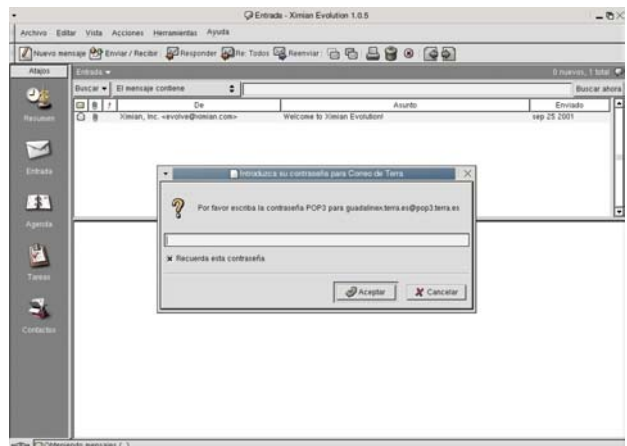 Entrada - Ximian Evolution 1.0.5
Archivo Editar Vista Acciones Herramientas Ayuda
Nuevo mensaje Enviar / Recibir Responder Re: Todos Reenviar
Atajos Entrada 0 nuevos, 1 total
Buscar El mensaje contiene Buscar ahora
! De Asunto Enviado
Ximian, Inc. <evolve@ximian.com> Welcome to Ximian Evolution! sep 25 2001
Resumen
Entrada
Agenda
Tareas
Contactos
Introduzca su contraseña para Correo de Terra
Por favor escriba la contraseña POP3 para guadalinex.terra.es@pop3.terra.es
Recuerda esta contraseña
Aceptar Cancelar
Obteniendo mensajes (...)